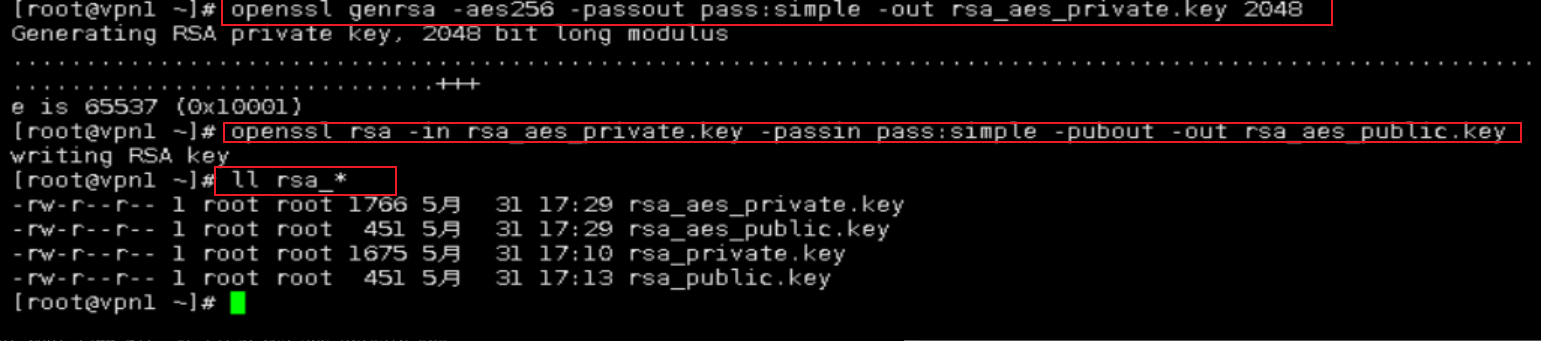 [root@vpn1 ~]# openssl genrsa -aes256 -passout pass:simple -out rsa_aes_private.key 2048
Generating RSA private key, 2048 bit long modulus
.........................................................................................................
.............................+++
e is 65537 (0x10001)
[root@vpn1 ~]# openssl rsa -in rsa_aes_private.key -passin pass:simple -pubout -out rsa_aes_public.key
writing RSA key
[root@vpn1 ~]# ll rsa_*
-rw-r--r-- 1 root root 1766 5月  31 17:29 rsa_aes_private.key
-rw-r--r-- 1 root root  451 5月  31 17:29 rsa_aes_public.key
-rw-r--r-- 1 root root 1675 5月  31 17:10 rsa_private.key
-rw-r--r-- 1 root root  451 5月  31 17:13 rsa_public.key
[root@vpn1 ~]#